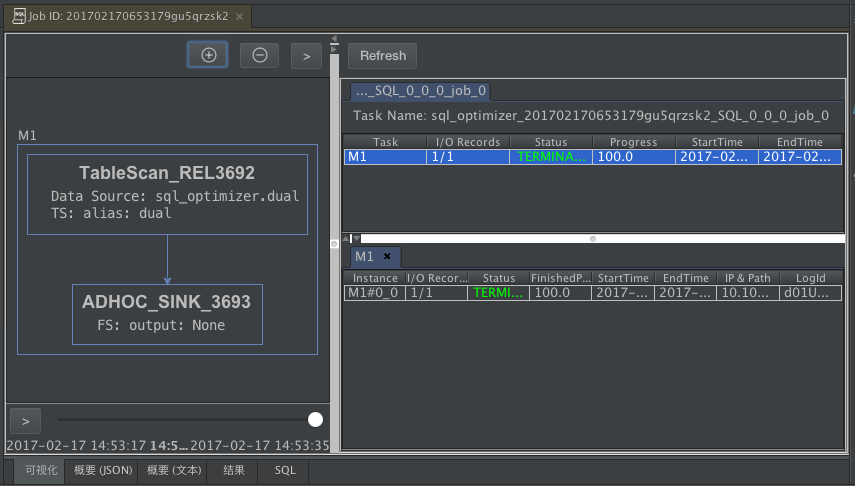 Job ID: 201702170653179gu5qrzsk2
Refresh
..._SQL_0_0_0_job_0
Task Name: sql_optimizer_201702170653179gu5qrzsk2_SQL_0_0_0_job_0
Task I/O Records Status Progress StartTime EndTime
M1 1/1 TERMINA... 100.0 2017-02... 2017-02...
M1
TableScan_REL3692
Data Source: sql_optimizer.dual
TS: alias: dual
ADHOC_SINK_3693
FS: output: None
M1
Instance I/O Recor... Status FinishedP... StartTime EndTime IP & Path LogId
M1#0_0 1/1 TERMI... 100.0 2017-... 2017-... 10.10... d01U...
2017-02-17 14:53:17 14:5... 2017-02-17 14:53:35
可视化 概要 (JSON) 概要 (文本) 结果 SQL